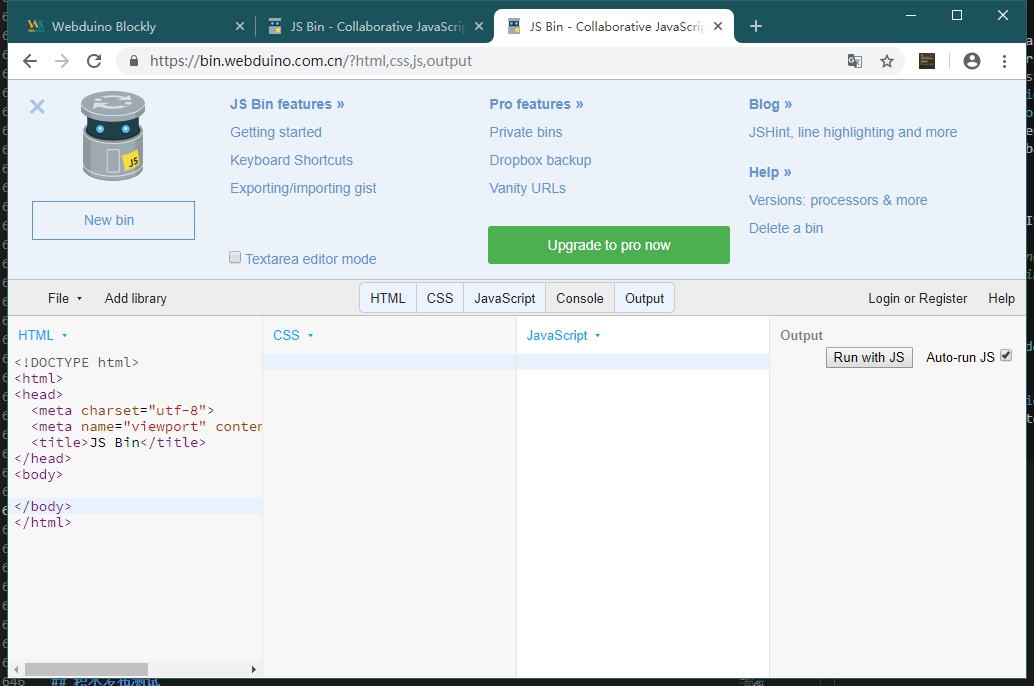 Webduino Blockly
JS Bin - Collaborative JavaScrip
JS Bin - Collaborative JavaScrip
https://bin.webduino.com.cn/?html,css,js,output
JS Bin features »
Getting started
Keyboard Shortcuts
Exporting/importing gist
Pro features »
Private bins
Dropbox backup
Vanity URLs
Blog »
JSHint, line highlighting and more
Help »
Versions: processors & more
Delete a bin
JS
New bin
Textarea editor mode
Upgrade to pro now
File
Add library
HTML
CSS
JavaScript
Console
Output
Login or Register
Help
HTML
<!DOCTYPE html>
<html>
<head>
<meta charset="utf-8">
<meta name="viewport" conten
<title>JS Bin</title>
</head>
<body>
</body>
</html>
CSS
JavaScript
Output
Run with JS
Auto-run JS
646